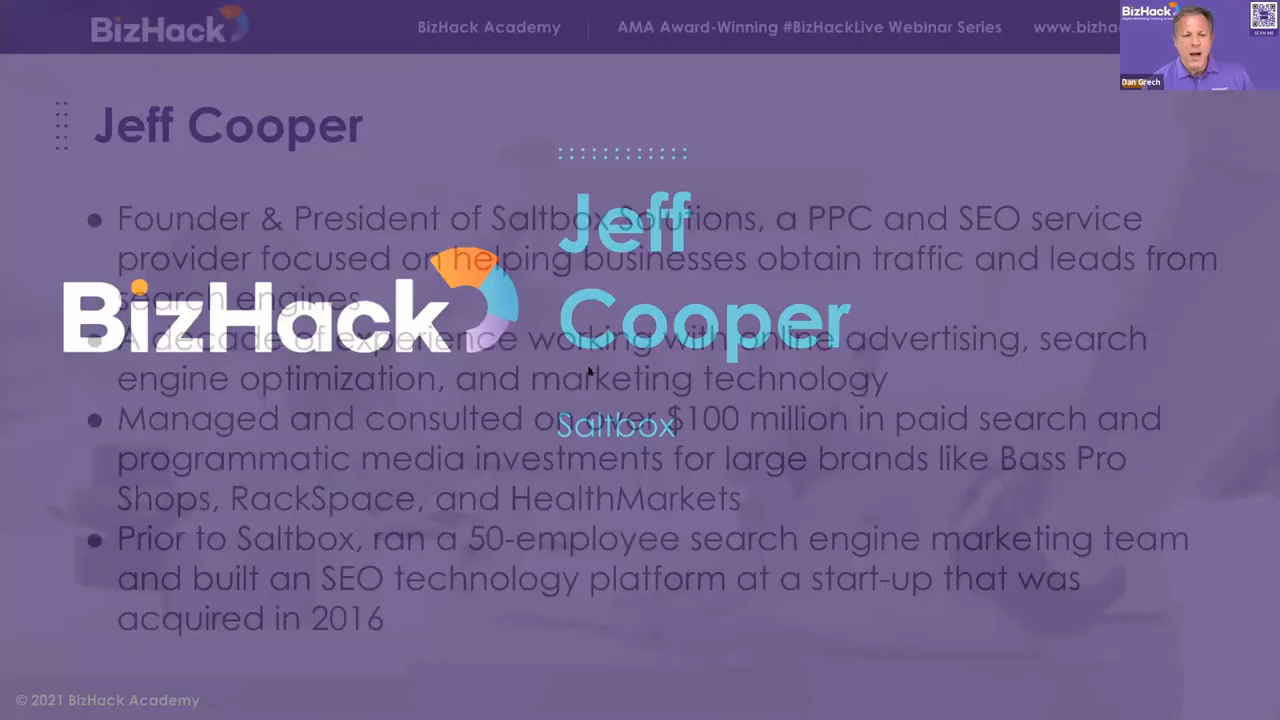 BizHack
BizHack Academy
AMA Award-Winning #BizHackLive Webinar Series
www.bizha
BizHack
SCAN ME
Dan Grech
Jeff Cooper
Founder & President of Saltbox Solutions, a PPC and SEO service
provider focused on helping businesses obtain traffic and leads from
search engines
A decade of experience working with online advertising, search
engine optimization, and marketing technology
Managed and consulted on over $100 million in paid search and
programmatic media investments for large brands like Bass Pro
Shops, RackSpace, and HealthMarkets
Prior to Saltbox, ran a 50-employee search engine marketing team
and built an SEO technology platform at a start-up that was
acquired in 2016
BizHack
Jeff
Cooper
Saltbox
© 2021 BizHack Academy